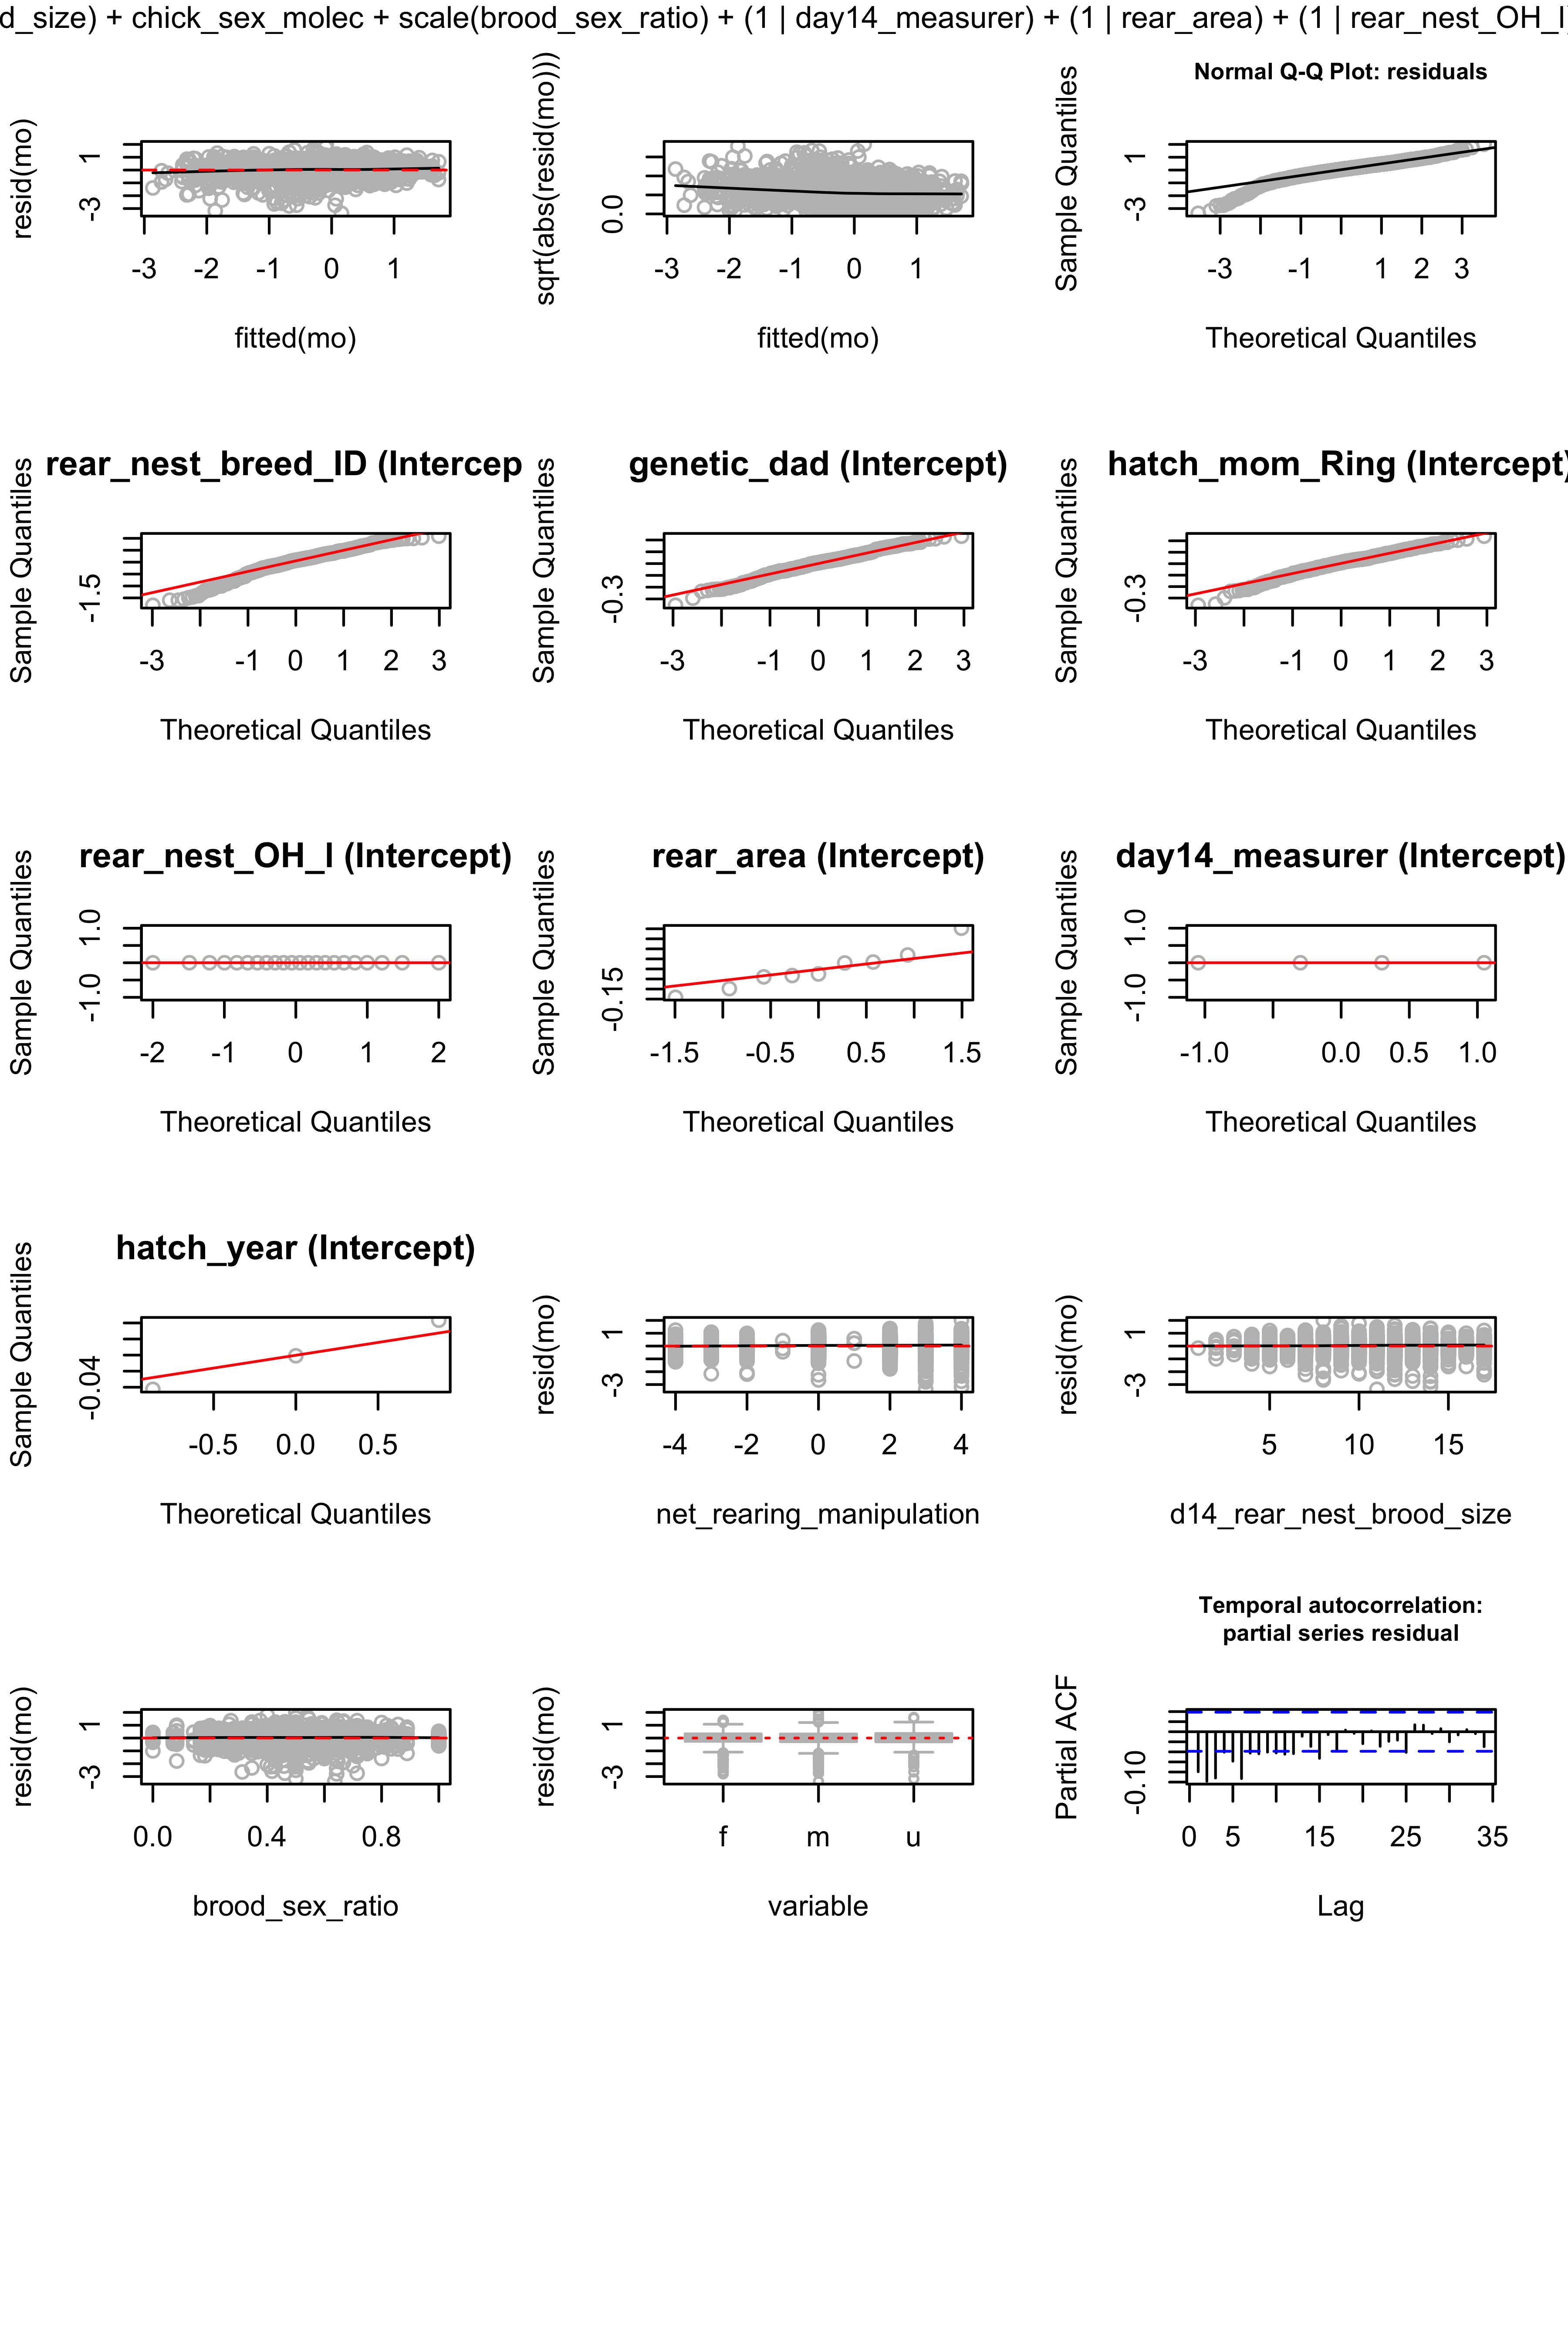 d_size) + chick_sex_molec + scale(brood_sex_ratio) + (1 | day14_measurer) + (1 | rear_area) + (1 | rear_nest_OH_l
resid(mo)
1
-3
-3 -2 -1 0 1
fitted(mo)
sqrt(abs(resid(mo)))
0.0
-3 -2 -1 0 1
fitted(mo)
Normal Q-Q Plot: residuals
Sample Quantiles
1
-3
-3 -1 1 2 3
Theoretical Quantiles
rear_nest_breed_ID (Intercep
Sample Quantiles
-1.5
-3 -1 0 1 2 3
Theoretical Quantiles
genetic_dad (Intercept)
Sample Quantiles
-0.3
-3 -1 0 1 2 3
Theoretical Quantiles
hatch_mom_Ring (Intercept)
Sample Quantiles
-0.3
-3 -1 0 1 2 3
Theoretical Quantiles
rear_nest_OH_l (Intercept)
Sample Quantiles
1.0
-1.0
-2 -1 0 1 2
Theoretical Quantiles
rear_area (Intercept)
Sample Quantiles
-0.15
-1.5 -0.5 0.5 1.5
Theoretical Quantiles
day14_measurer (Intercept)
Sample Quantiles
1.0
-1.0
-1.0 0.0 0.5 1.0
Theoretical Quantiles
hatch_year (Intercept)
Sample Quantiles
-0.04
-0.5 0.0 0.5
Theoretical Quantiles
resid(mo)
1
-3
-4 -2 0 2 4
net_rearing_manipulation
resid(mo)
1
-3
5 10 15
d14_rear_nest_brood_size
resid(mo)
1
-3
0.0 0.4 0.8
brood_sex_ratio
resid(mo)
1
-3
f m u
variable
Temporal autocorrelation:
partial series residual
Partial ACF
-0.10
0 5 15 25 35
Lag